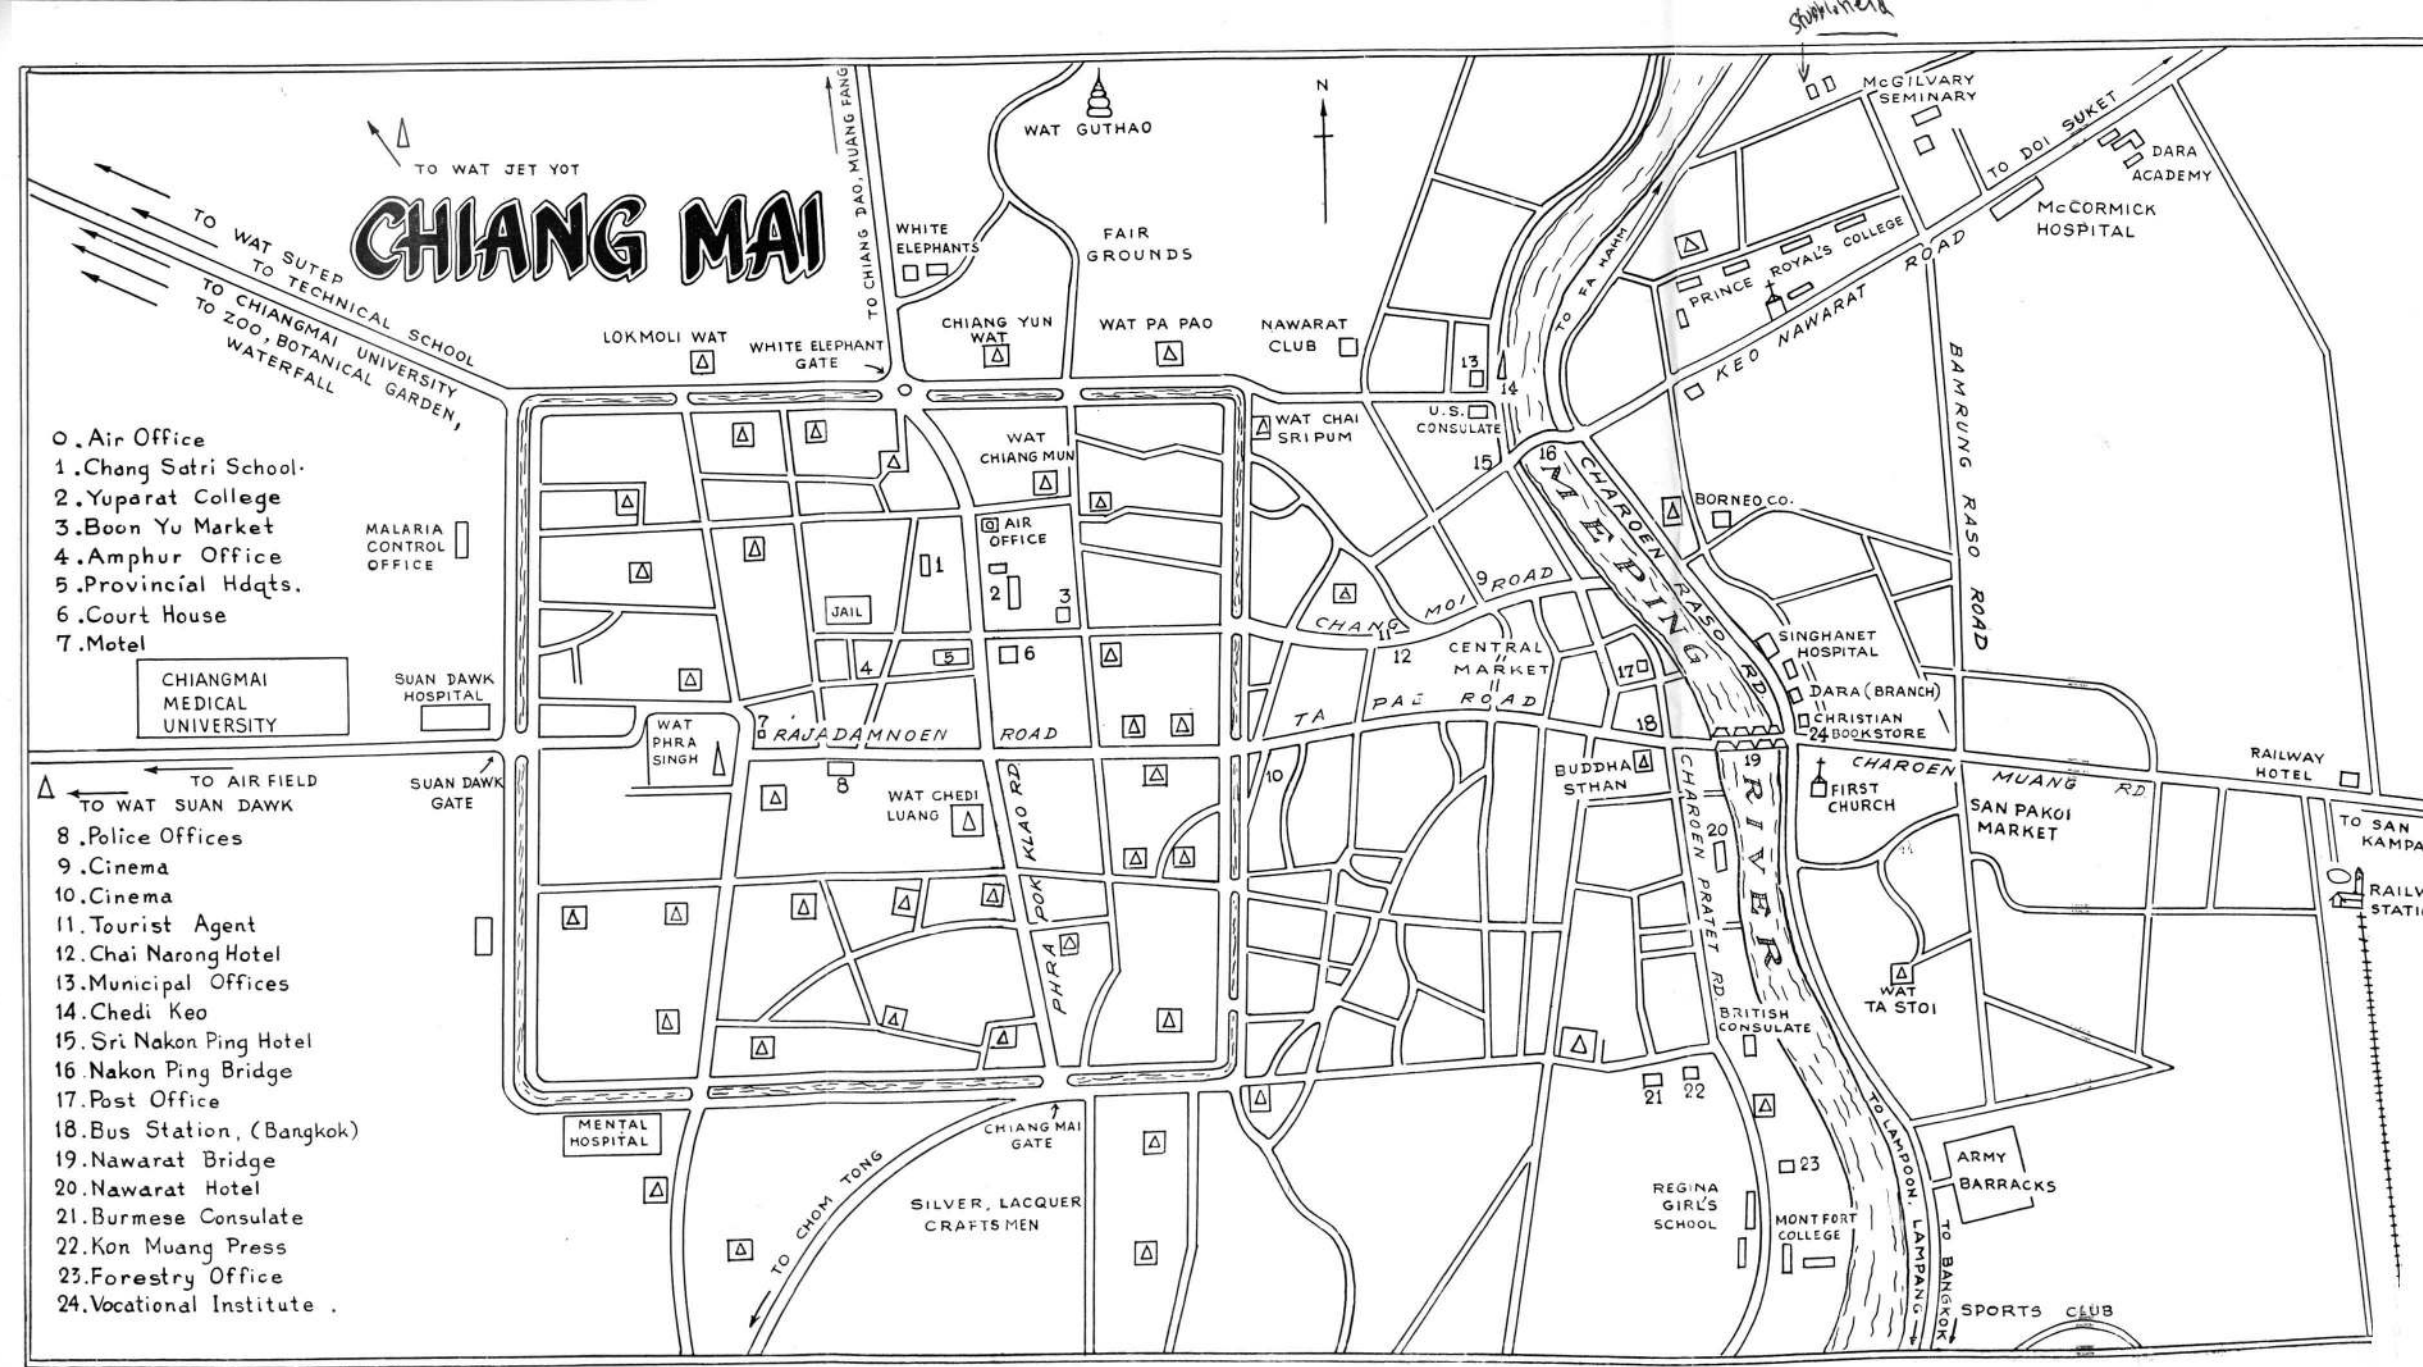 Stubblefield
McGILVARY
SEMINARY
TO DOI SUKET
DARA
ACADEMY
McCORMICK
HOSPITAL
WAT GUTHAO
N
TO WAT JET YOT
CHIANG MAI
TO CHIANG DAO, MUANG FANG
WHITE
ELEPHANTS
FAIR
GROUNDS
TO FA HAHM
PRINCE ROYAL'S COLLEGE
KEO NAWARAT ROAD
TO WAT SUTEP
TO TECHNICAL SCHOOL
TO CHIANGMAI UNIVERSITY
TO ZOO, BOTANICAL GARDEN,
WATERFALL
LOKMOLI WAT
WHITE ELEPHANT
GATE
CHIANG YUN
WAT
WAT PA PAO
NAWARAT
CLUB
13
14
U.S.
CONSULATE
WAT CHAI
SRIPUM
BAMRUNG RASO ROAD
15
16
0. Air Office
1. Chang Satri School.
2. Yuparat College
3. Boon Yu Market
4. Amphur Office
5. Provincial Hdqts.
6. Court House
7. Motel
MALARIA
CONTROL
OFFICE
WAT
CHIANG MUN
0 AIR
OFFICE
1
2
3
JAIL
4
5
6
MEPING
RIVER
CHAROEN RASO RD.
BORNEO CO.
9
CHANG MOI ROAD
11
12
CENTRAL
MARKET
17
SINGHANET
HOSPITAL
DARA (BRANCH)
CHRISTIAN
BOOKSTORE
24
CHIANGMAI
MEDICAL
UNIVERSITY
SUAN DAWK
HOSPITAL
WAT
PHRA
SINGH
7
RAJADAMNOEN ROAD
TA PAE ROAD
18
19
CHAROEN MUANG RD
RAILWAY
HOTEL
TO AIR FIELD
TO WAT SUAN DAWK
SUAN DAWK
GATE
8
WAT CHEDI
LUANG
PHRA POK KLAO RD.
10
BUDDHA
STHAN
CHAROEN PRATET RD.
20
FIRST
CHURCH
SAN PAKOI
MARKET
TO SAN
KAMPA
RAILW
STATI
8. Police Offices
9. Cinema
10. Cinema
11. Tourist Agent
12. Chai Narong Hotel
13. Municipal Offices
14. Chedi Keo
15. Sri Nakon Ping Hotel
16. Nakon Ping Bridge
17. Post Office
18. Bus Station, (Bangkok)
19. Nawarat Bridge
20. Nawarat Hotel
21. Burmese Consulate
22. Kon Muang Press
23. Forestry Office
24. Vocational Institute .
WAT
TA STOI
BRITISH
CONSULATE
21
22
MENTAL
HOSPITAL
CHIANG MAI
GATE
TO CHOM TONG
SILVER, LACQUER
CRAFTSMEN
23
REGINA
GIRL'S
SCHOOL
MONTFORT
COLLEGE
TO LAMPOON, LAMPANG
TO BANGKOK
ARMY
BARRACKS
SPORTS CLUB